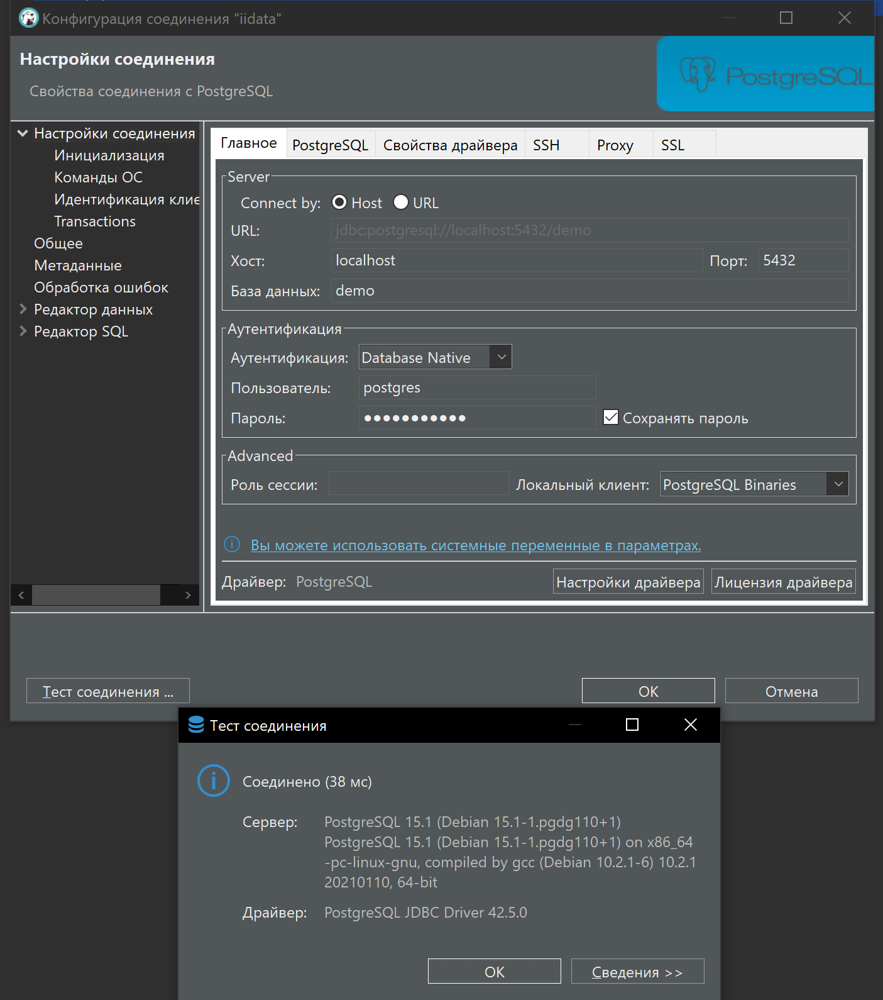 Конфигурация соединения "iidata"
Настройки соединения
Свойства соединения с PostgreSQL
PostgreSQL
Настройки соединения
Инициализация
Команды ОС
Идентификация клие
Transactions
Общее
Метаданные
Обработка ошибок
Редактор данных
Редактор SQL
Главное PostgreSQL Свойства драйвера SSH Proxy SSL
Server
Connect by: Host URL
URL: jdbc:postgresql://localhost:5432/demo
Хост: localhost Порт: 5432
База данных: demo
Аутентификация
Аутентификация: Database Native
Пользователь: postgres
Пароль: ●●●●●●●●●●● Сохранять пароль
Advanced
Роль сессии: Локальный клиент: PostgreSQL Binaries
Вы можете использовать системные переменные в параметрах.
Драйвер: PostgreSQL Настройки драйвера Лицензия драйвера
Тест соединения ... ОК Отмена
Тест соединения
Соединено (38 мс)
Сервер: PostgreSQL 15.1 (Debian 15.1-1.pgdg110+1)
PostgreSQL 15.1 (Debian 15.1-1.pgdg110+1) on x86_64
-pc-linux-gnu, compiled by gcc (Debian 10.2.1-6) 10.2.1
20210110, 64-bit
Драйвер: PostgreSQL JDBC Driver 42.5.0
ОК Сведения >>